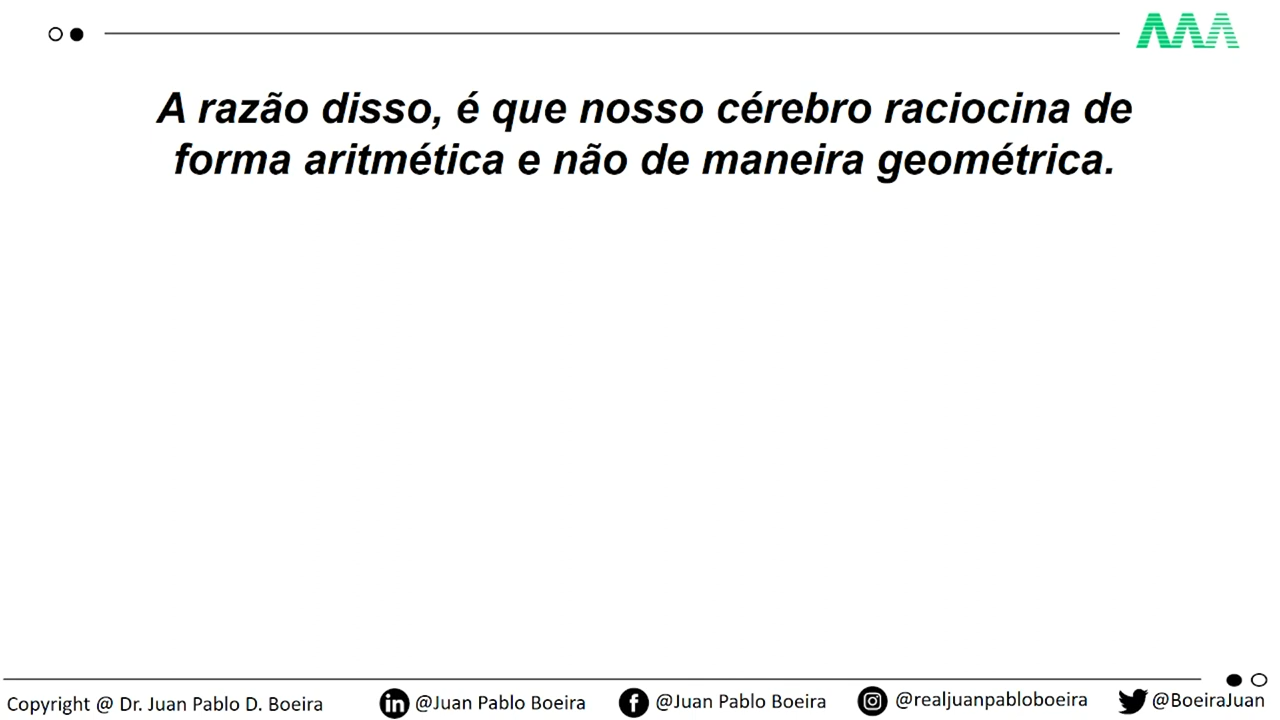 A razão disso, é que nosso cérebro raciocina de
forma aritmética e não de maneira geométrica.
Copyright @ Dr. Juan Pablo D. Boeira
@Juan Pablo Boeira
@Juan Pablo Boeira
@realjuanpabloboeira
@BoeiraJuan